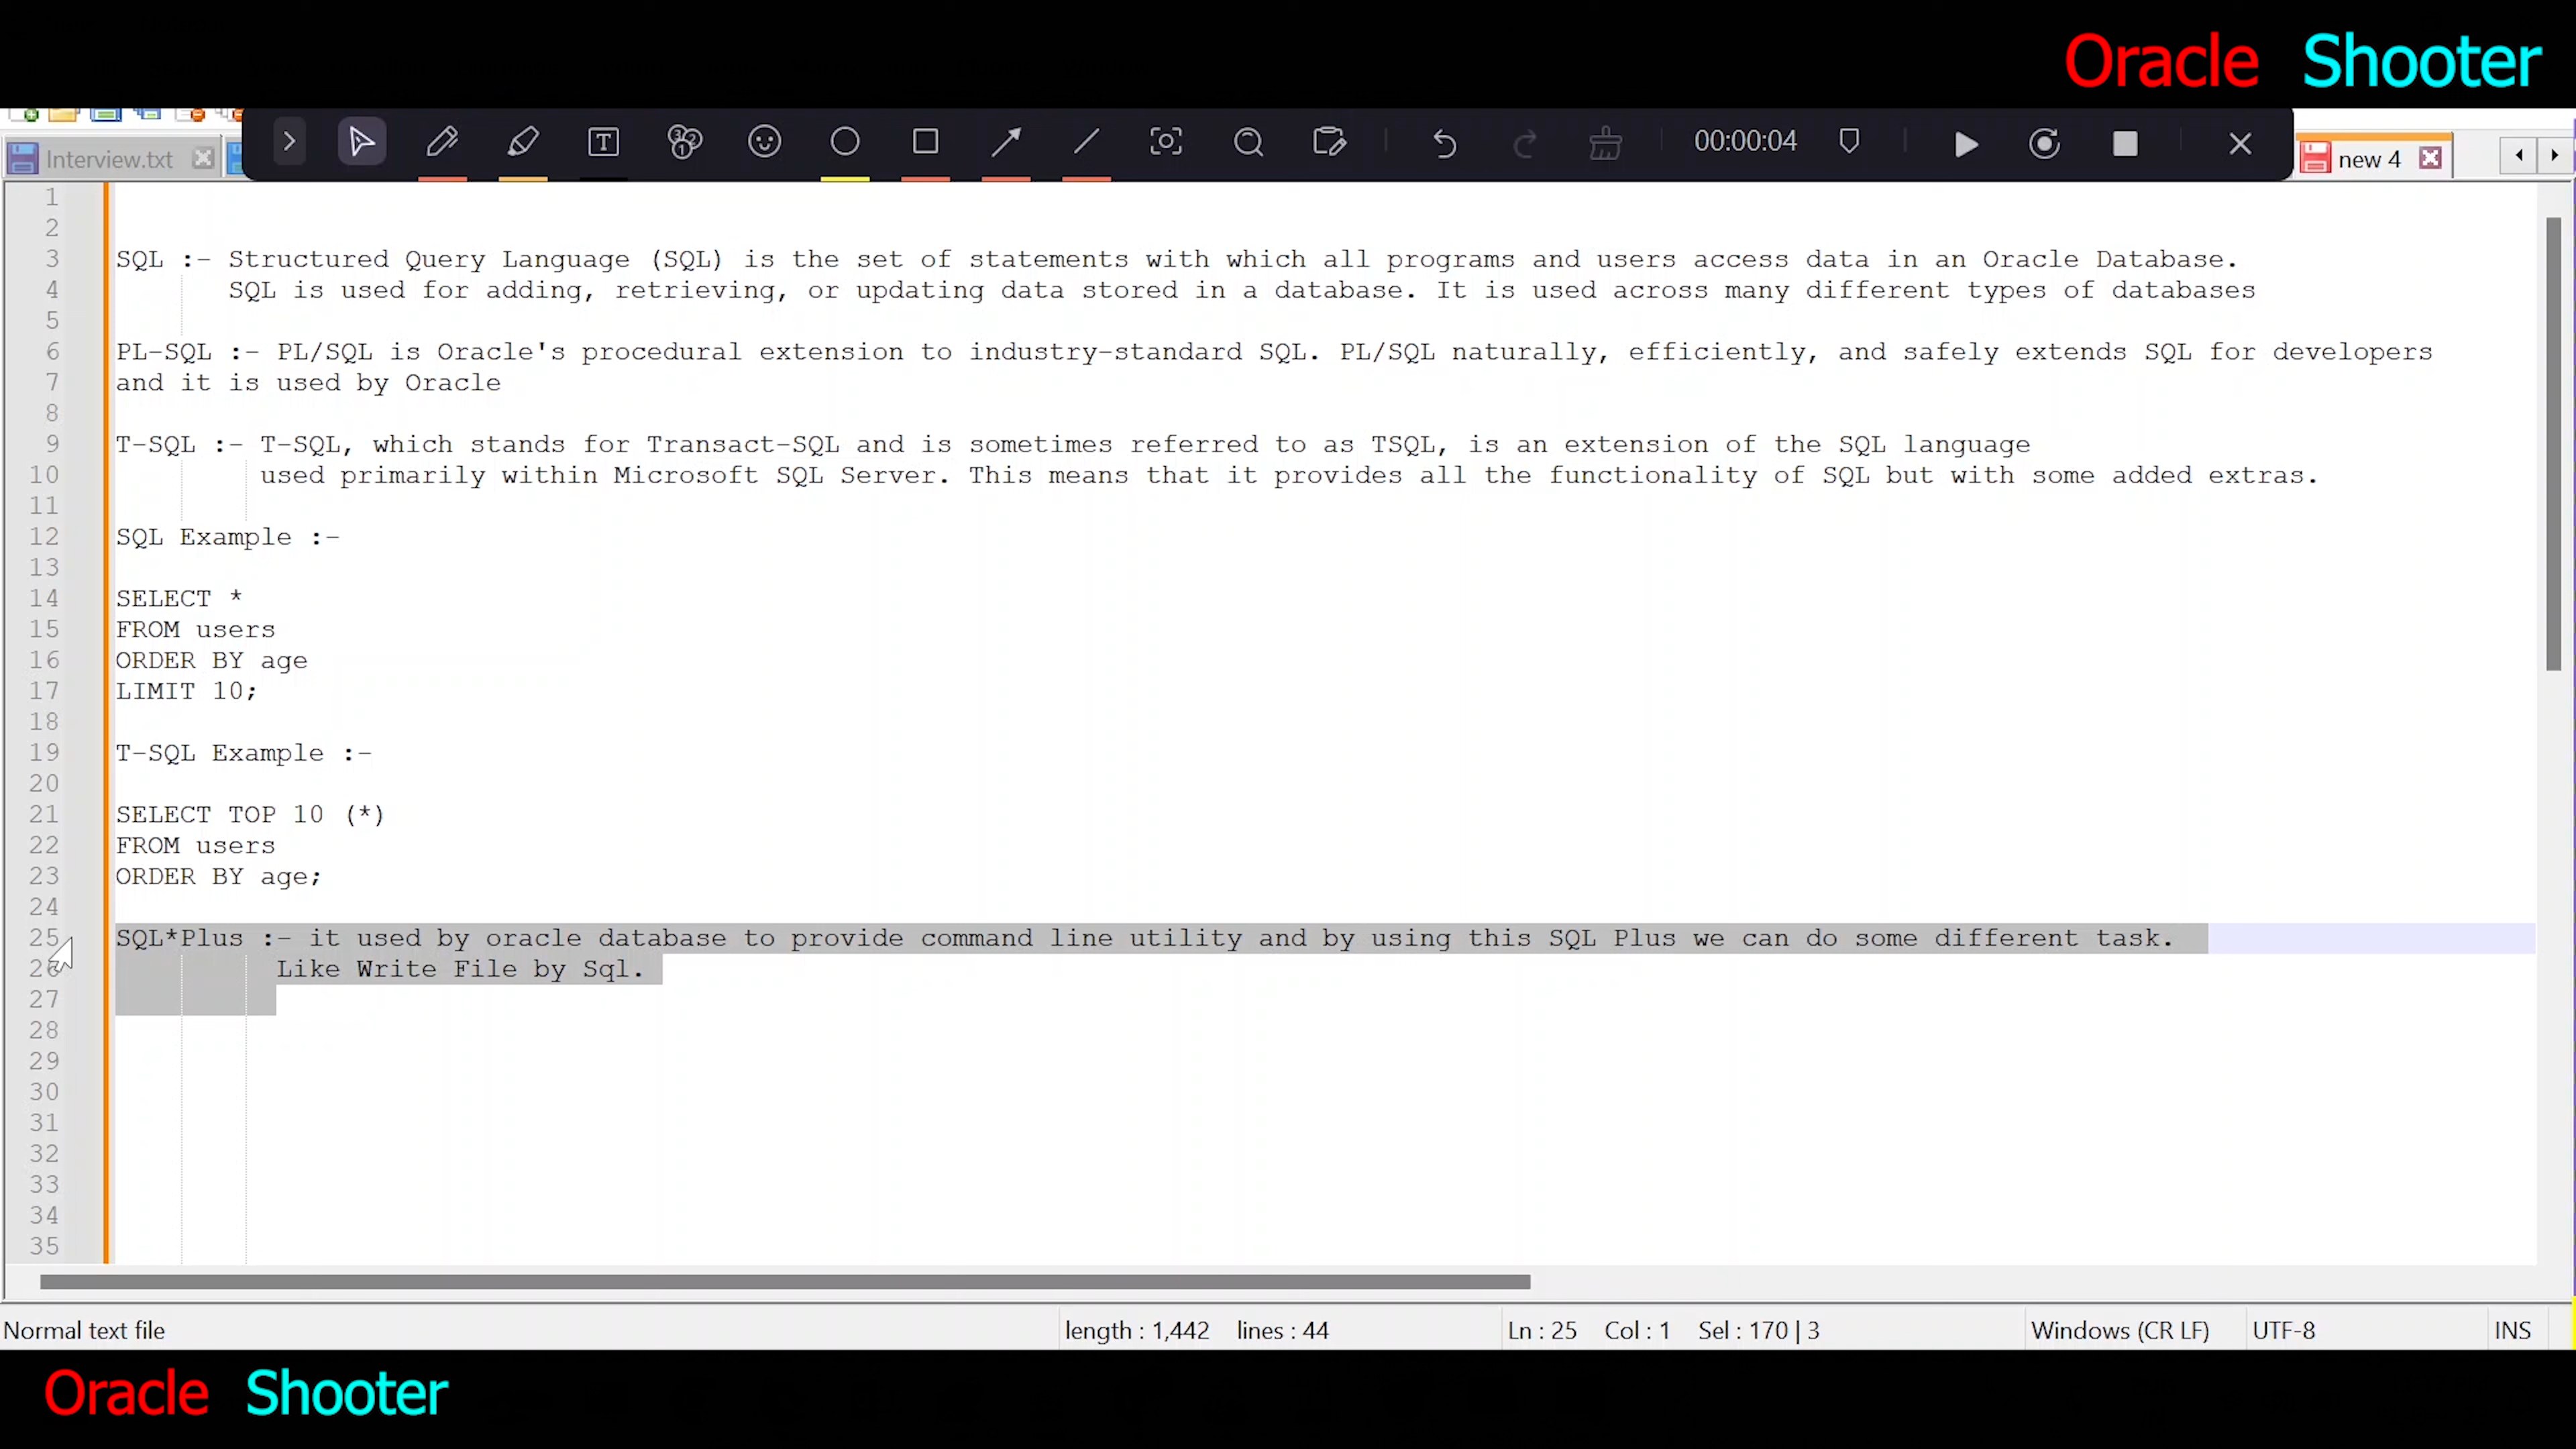 Oracle Shooter
00:00:04
Interview.txt
new 4
1
2
3 SQL :- Structured Query Language (SQL) is the set of statements with which all programs and users access data in an Oracle Database.
4 SQL is used for adding, retrieving, or updating data stored in a database. It is used across many different types of databases
5
6 PL-SQL :- PL/SQL is Oracle's procedural extension to industry-standard SQL. PL/SQL naturally, efficiently, and safely extends SQL for developers
7 and it is used by Oracle
8
9 T-SQL :- T-SQL, which stands for Transact-SQL and is sometimes referred to as TSQL, is an extension of the SQL language
10 used primarily within Microsoft SQL Server. This means that it provides all the functionality of SQL but with some added extras.
11
12 SQL Example :-
13
14 SELECT *
15 FROM users
16 ORDER BY age
17 LIMIT 10;
18
19 T-SQL Example :-
20
21 SELECT TOP 10 (*)
22 FROM users
23 ORDER BY age;
24
25 SQL*Plus :- it used by oracle database to provide command line utility and by using this SQL Plus we can do some different task.
26 Like Write File by Sql.
27
28
29
30
31
32
33
34
35
Normal text file length : 1,442 lines : 44 Ln : 25 Col : 1 Sel : 170 | 3 Windows (CR LF) UTF-8 INS
Oracle Shooter